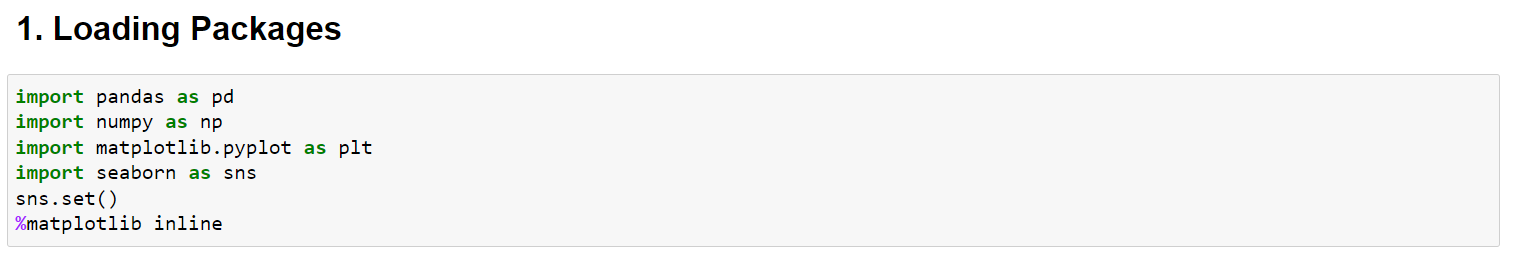 1. Loading Packages
import pandas as pd
import numpy as np
import matplotlib.pyplot as plt
import seaborn as sns
sns.set()
%matplotlib inline